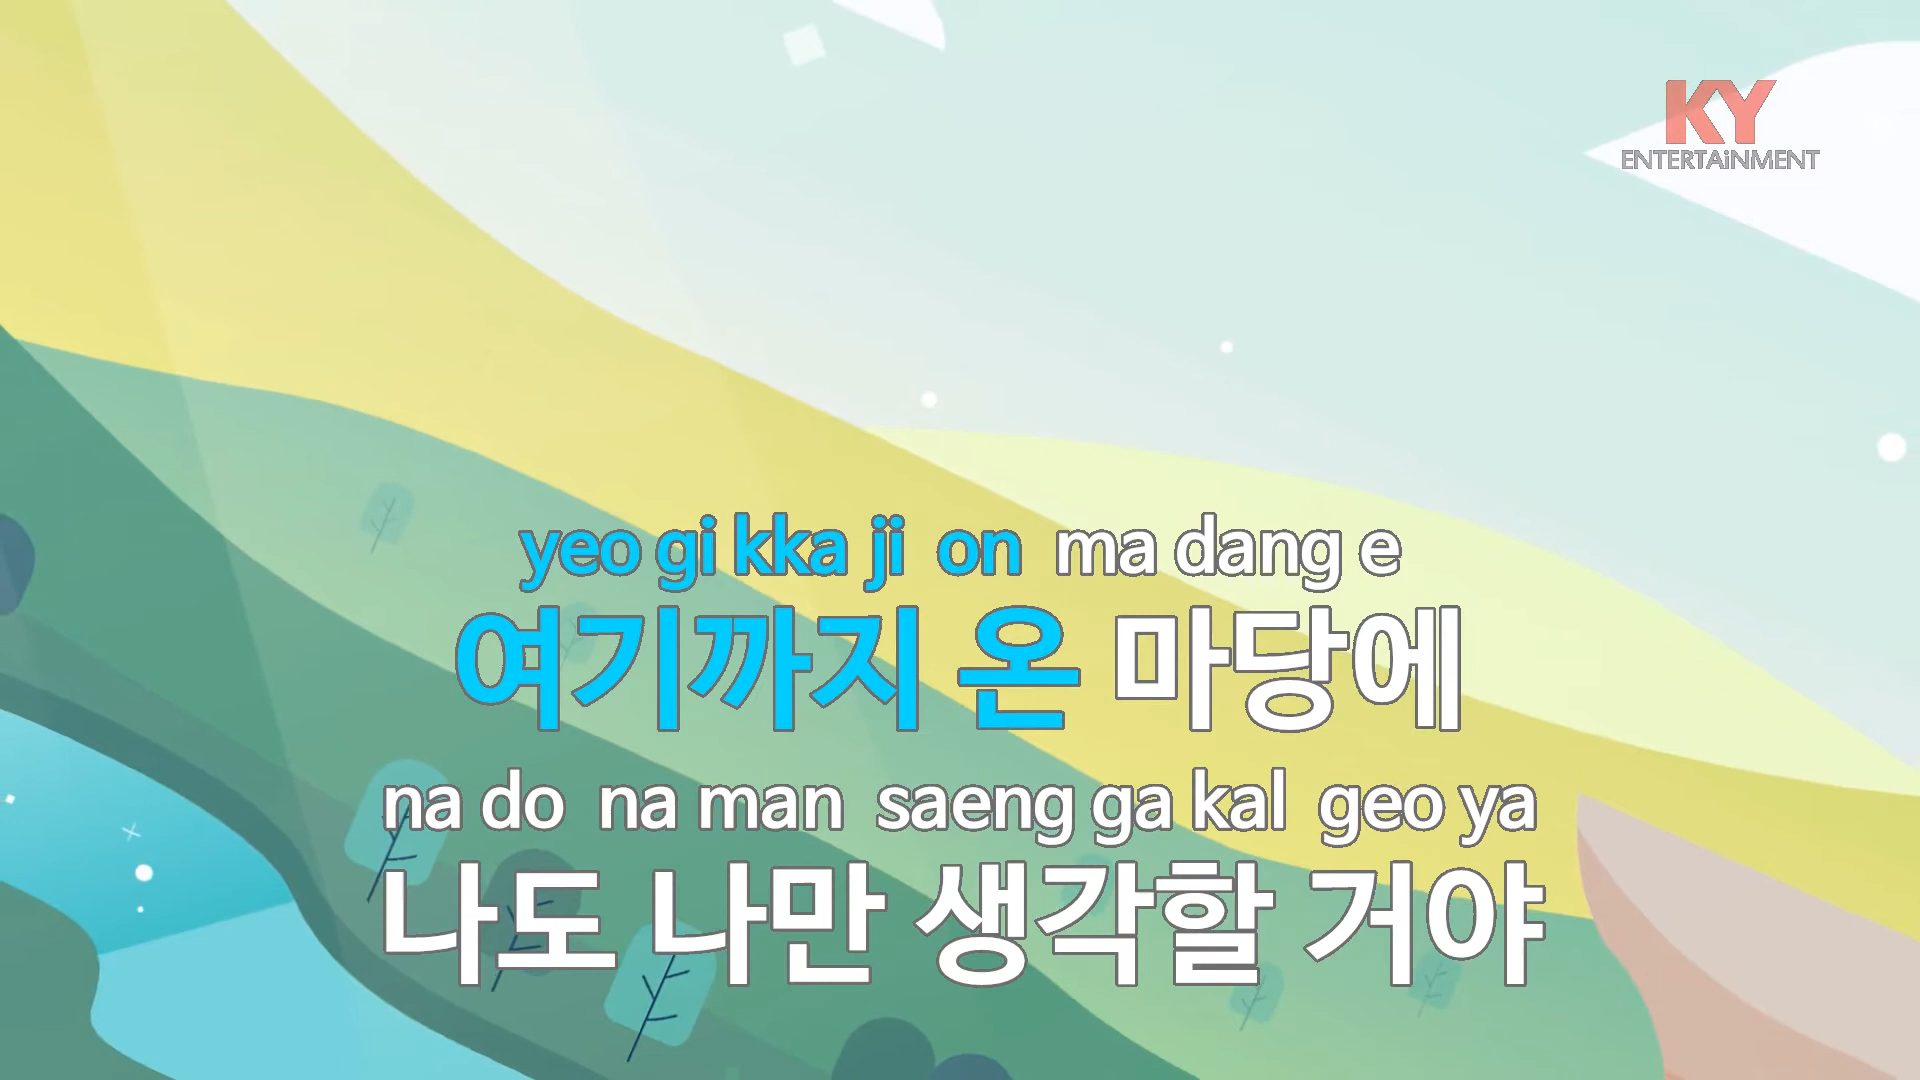 KY
ENTERTAiNMENT
yeo gi kka ji on ma dang e
여기까지 온 마당에
na do na man saeng ga kal geo ya
나도 나만 생각할 거야